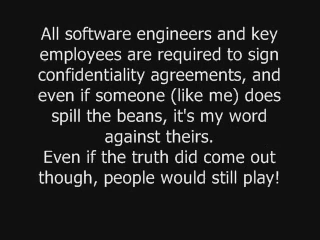 All software engineers and key
employees are required to sign
confidentiality agreements, and
even if someone (like me) does
spill the beans, it's my word
against theirs.
Even if the truth did come out
though, people would still play!